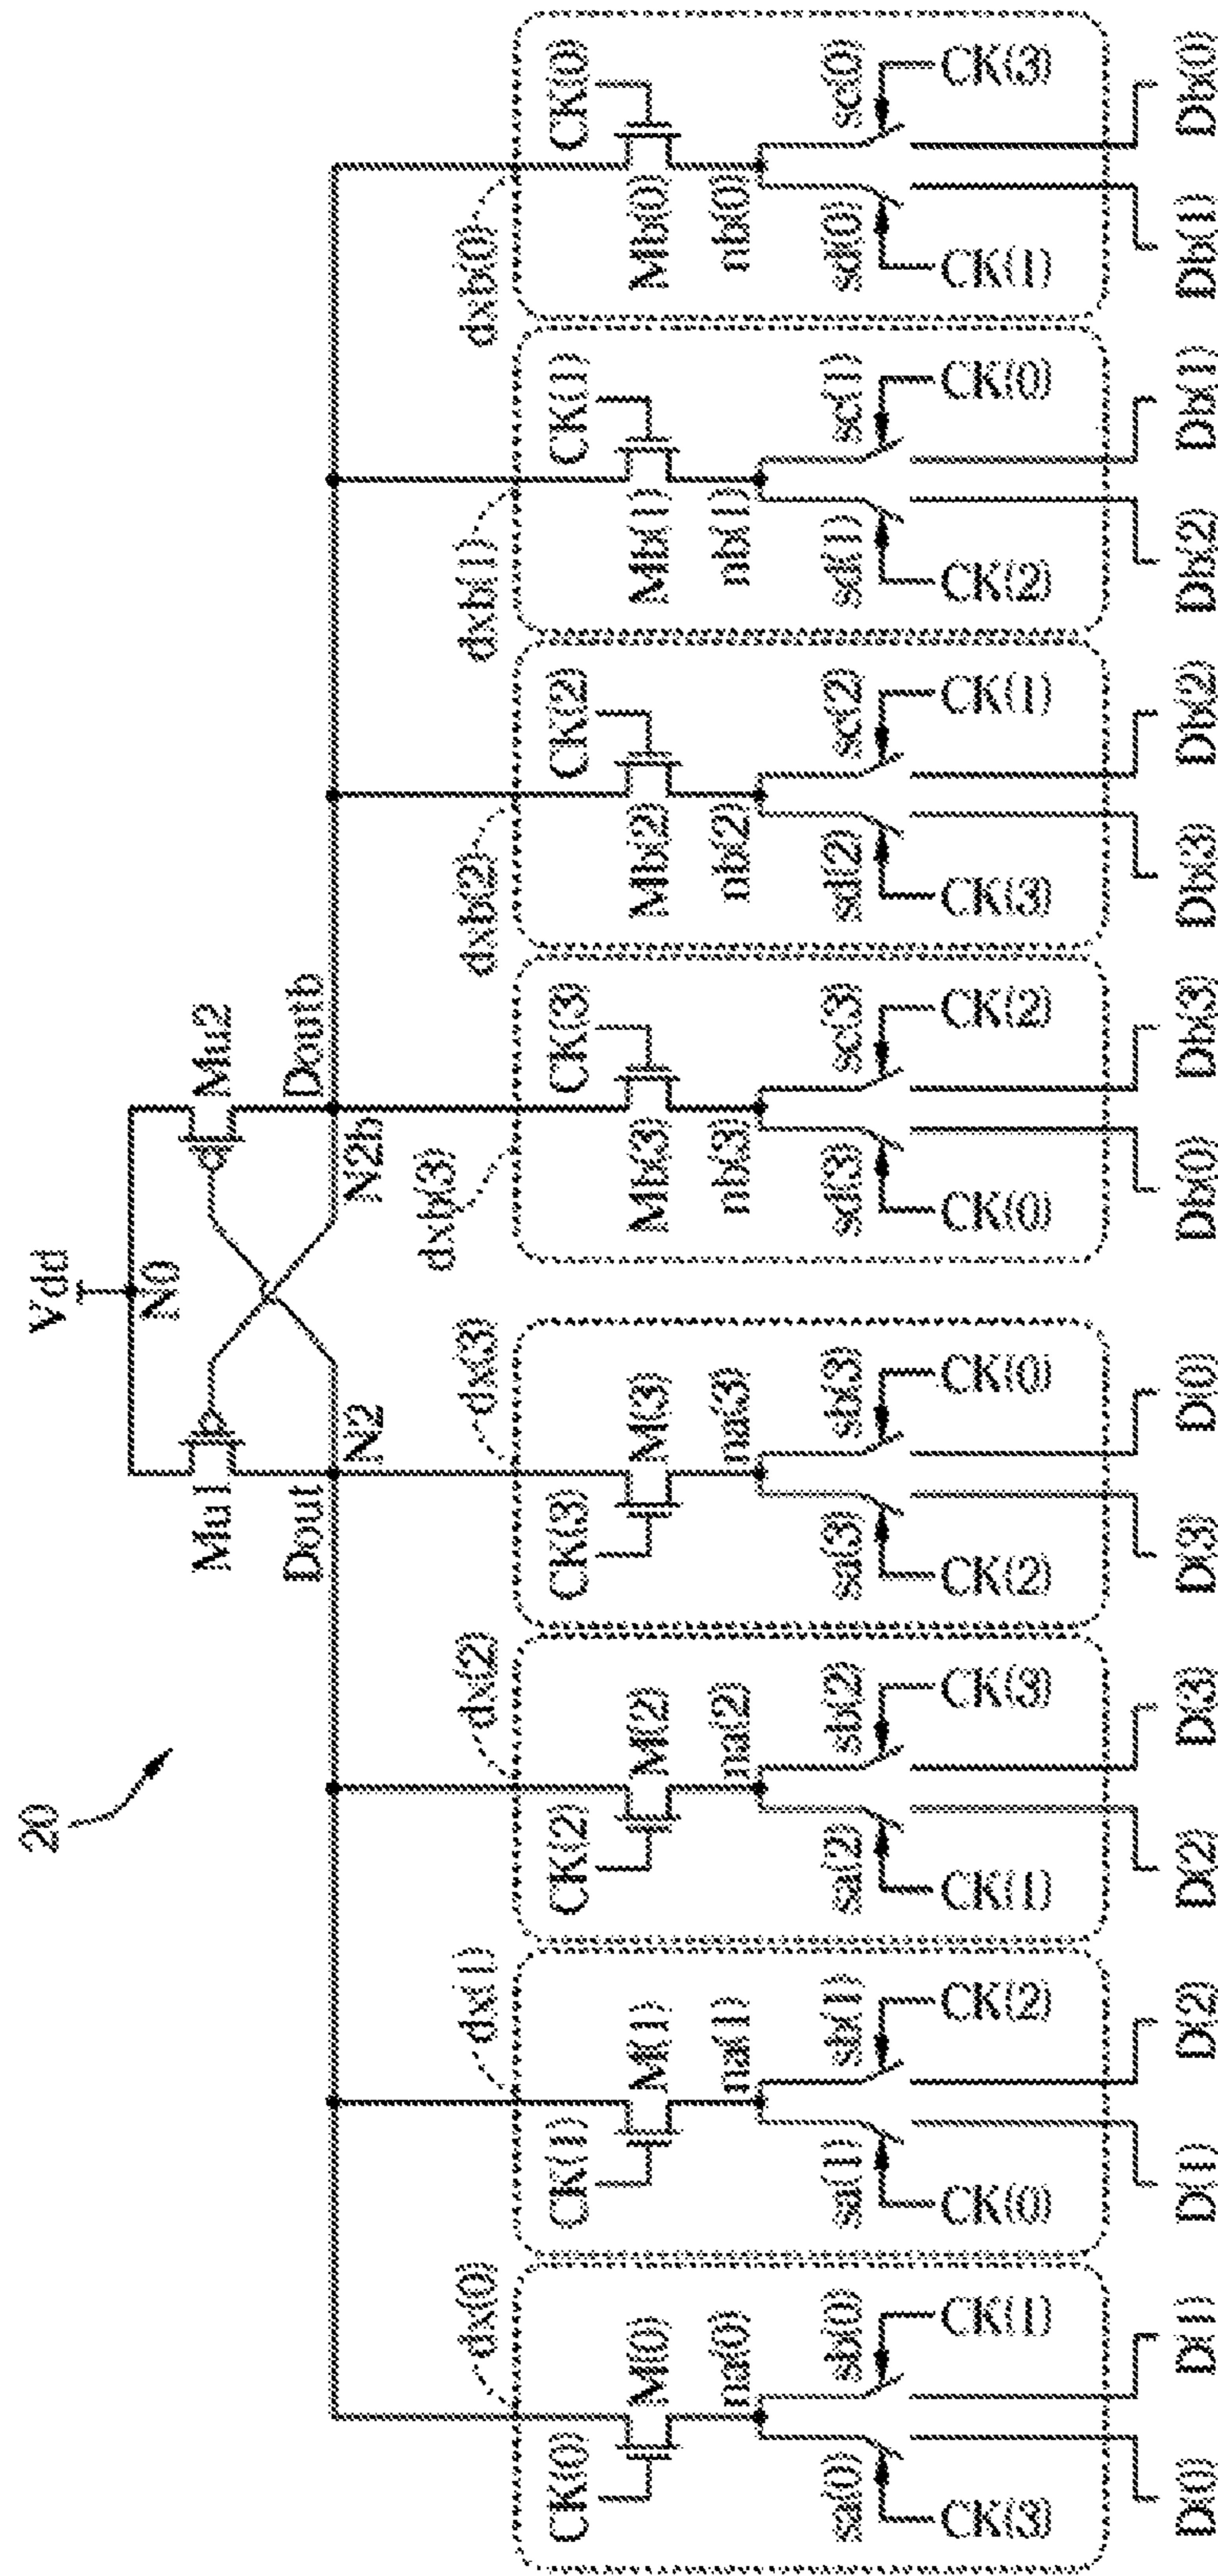 20
Vdd
N0
Mu1
Mu2
Dout
Doutb
N2
N2b
dx(0)
dx(1)
dx(2)
dx(3)
dxb(3)
dxb(2)
dxb(1)
dxb(0)
CK(0)
M(0)
na(0)
sa(0)
sb(0)
CK(3)
CK(1)
D(0)
D(1)
CK(1)
M(1)
na(1)
sa(1)
sb(1)
CK(0)
CK(2)
D(1)
D(2)
CK(2)
M(2)
na(2)
sa(2)
sb(2)
CK(1)
CK(3)
D(2)
D(3)
CK(3)
M(3)
na(3)
sa(3)
sb(3)
CK(2)
CK(0)
D(3)
D(0)
CK(3)
Mb(3)
nb(3)
sd(3)
sc(3)
CK(0)
CK(2)
Db(0)
Db(3)
CK(2)
Mb(2)
nb(2)
sd(2)
sc(2)
CK(3)
CK(1)
Db(3)
Db(2)
CK(1)
Mb(1)
nb(1)
sd(1)
sc(1)
CK(2)
CK(0)
Db(2)
Db(1)
CK(0)
Mb(0)
nb(0)
sd(0)
sc(0)
CK(1)
CK(3)
Db(1)
Db(0)